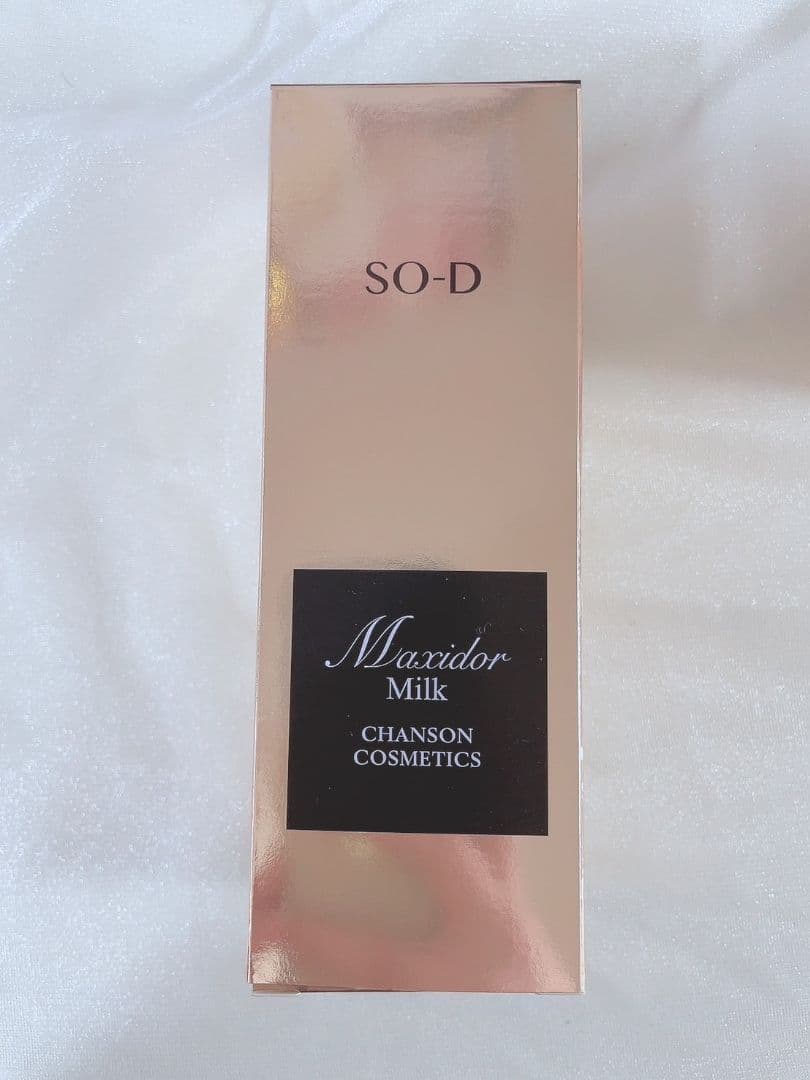 SO-D
Maxidor
Milk
CHANSON
COSMETICS